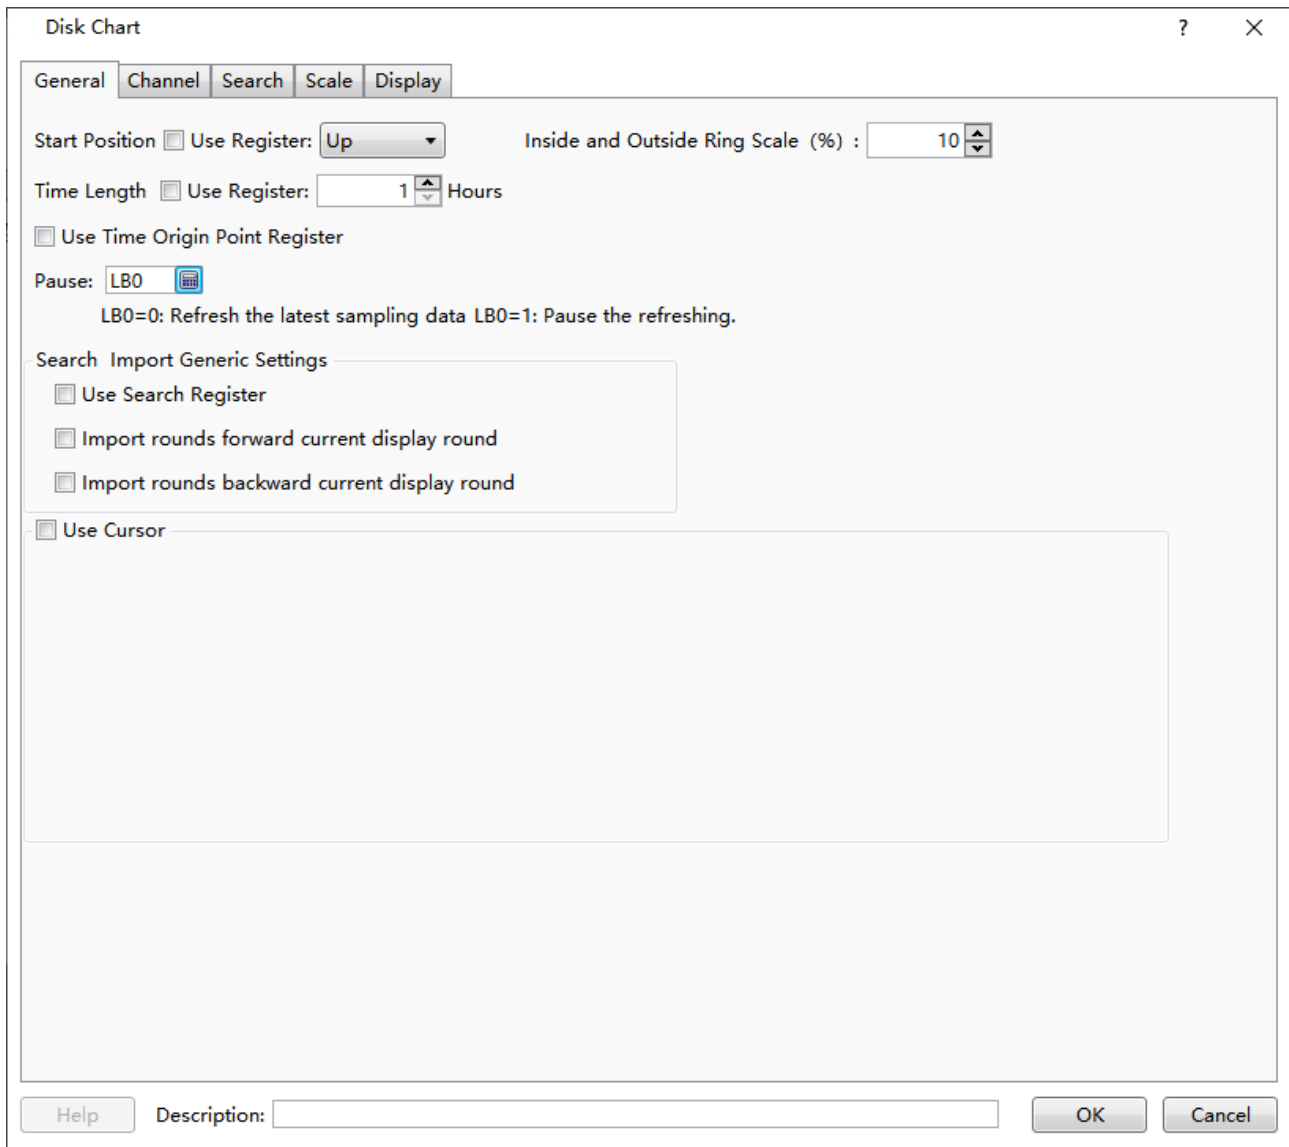 Disk Chart ?
General Channel Search Scale Display
Start Position Use Register: Up Inside and Outside Ring Scale (%) : 10
Time Length Use Register: 1 Hours
Use Time Origin Point Register
Pause: LB0
LB0=0: Refresh the latest sampling data LB0=1: Pause the refreshing.
Search Import Generic Settings
Use Search Register
Import rounds forward current display round
Import rounds backward current display round
Use Cursor
Help Description: OK Cancel